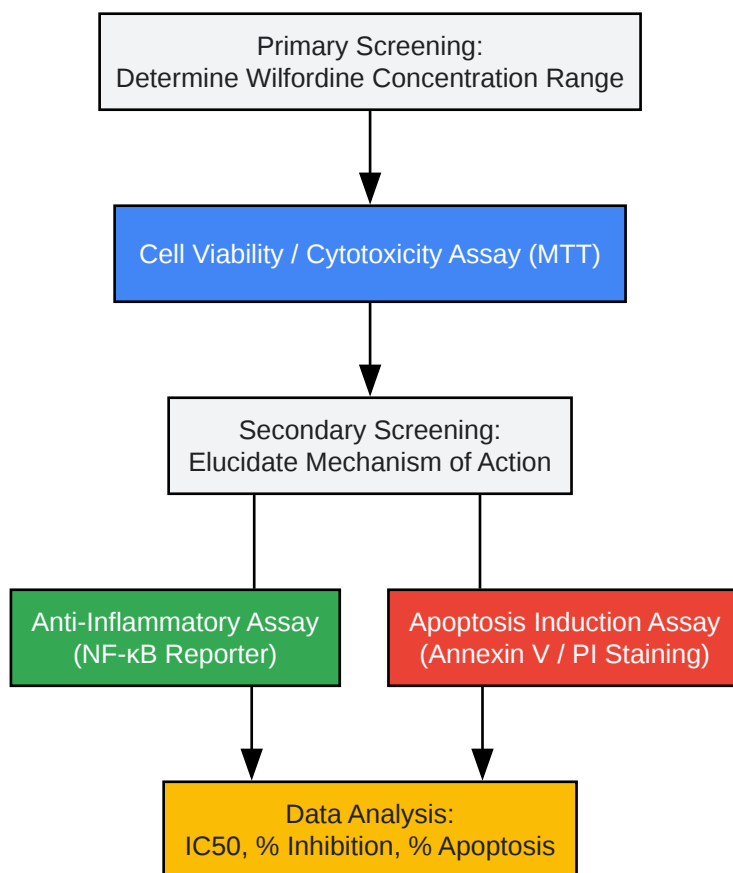 Primary Screening:
Determine Wilfordine Concentration Range
Cell Viability / Cytotoxicity Assay (MTT)
Secondary Screening:
Elucidate Mechanism of Action
Anti-Inflammatory Assay
(NF-κB Reporter)
Apoptosis Induction Assay
(Annexin V / PI Staining)
Data Analysis:
IC50, % Inhibition, % Apoptosis